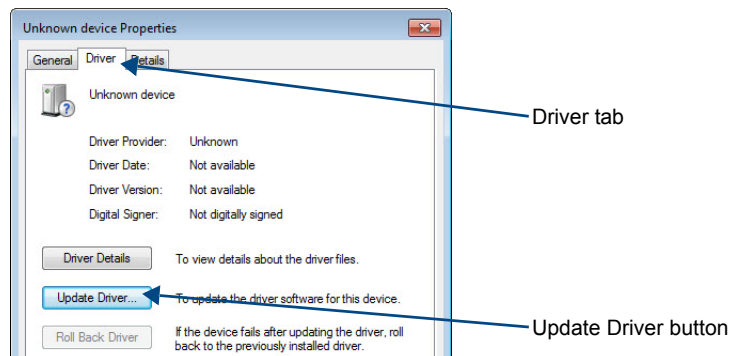 Unknown device Properties
General Driver Details
Unknown device
Driver tab
Driver Provider: Unknown
Driver Date: Not available
Driver Version: Not available
Digital Signer: Not digitally signed
Driver Details To view details about the driver files.
Update Driver... To update the driver software for this device.
Update Driver button
Roll Back Driver If the device fails after updating the driver, roll
back to the previously installed driver.